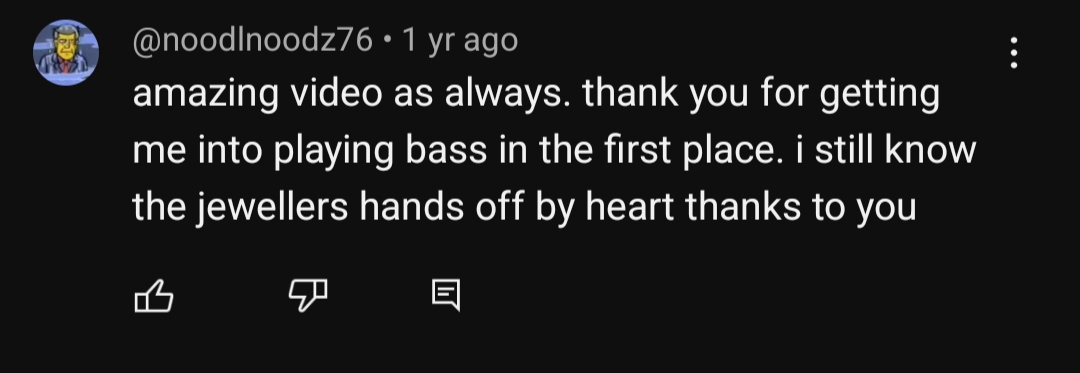 @noodlnoodz76 • 1 yr ago
amazing video as always. thank you for getting
me into playing bass in the first place. i still know
the jewellers hands off by heart thanks to you